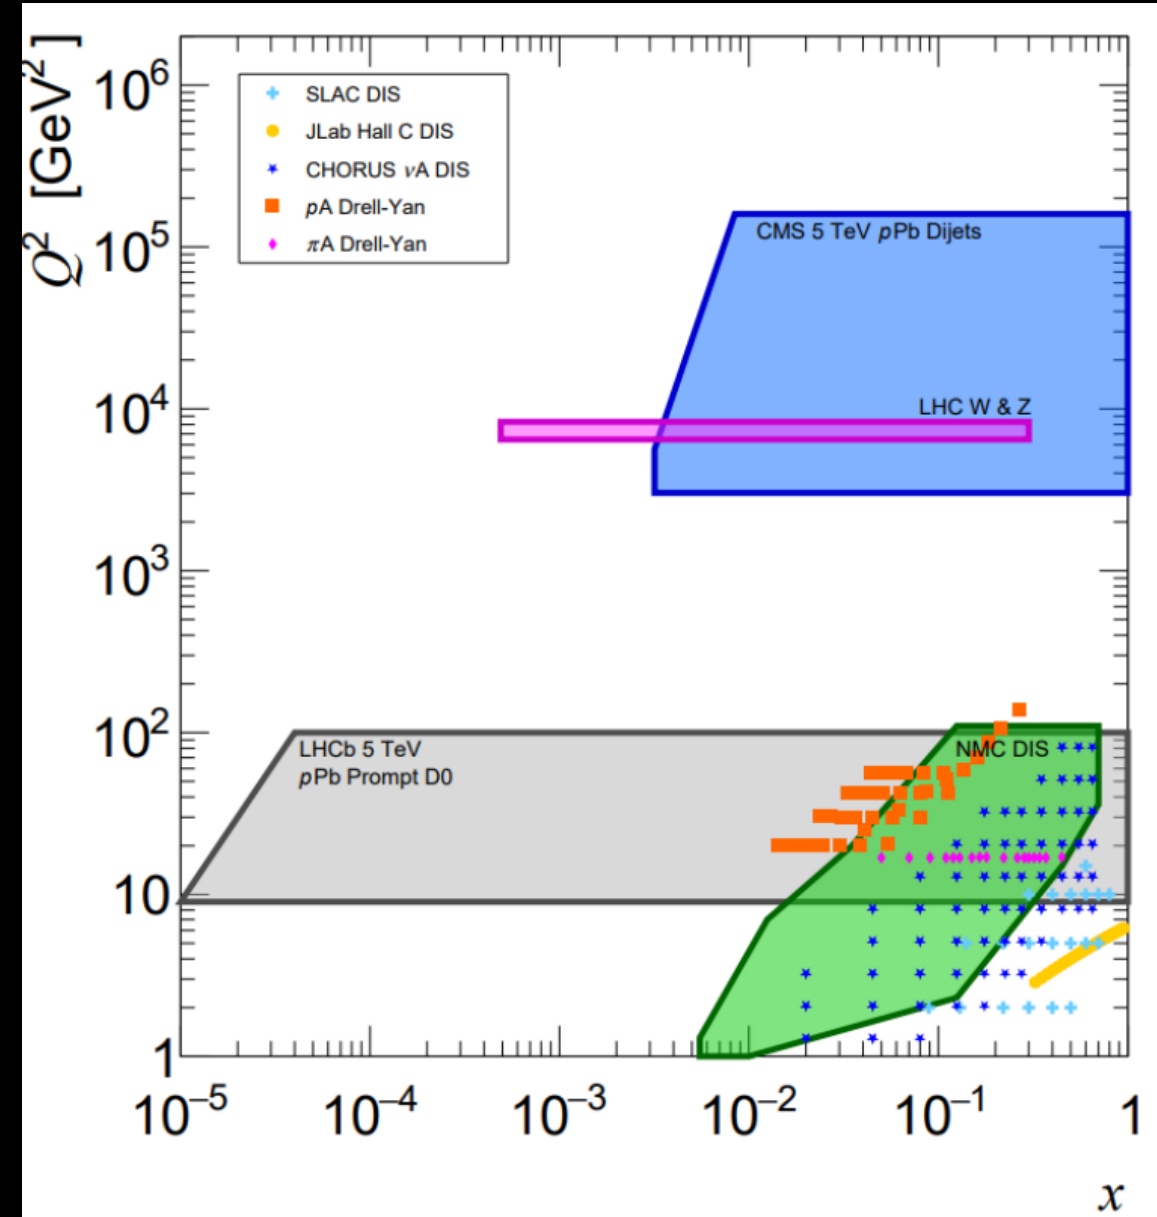 Q² [GeV²]
10⁶
10⁵
10⁴
10³
10²
10
1
SLAC DIS
JLab Hall C DIS
CHORUS νA DIS
pA Drell-Yan
πA Drell-Yan
CMS 5 TeV pPb Dijets
LHC W & Z
LHCb 5 TeV
pPb Prompt D0
NMC DIS
10⁻⁵ 10⁻⁴ 10⁻³ 10⁻² 10⁻¹ 1
x